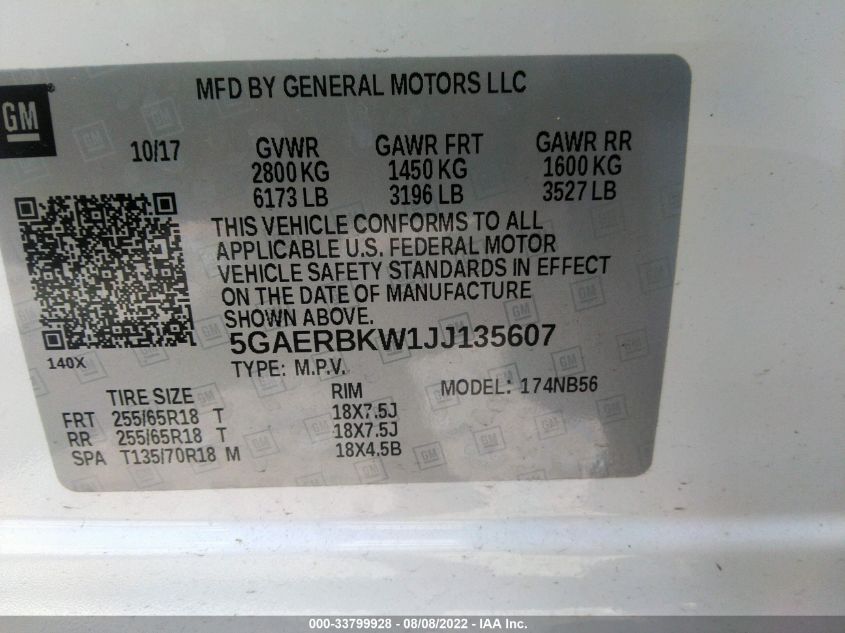 GM ®
MFD BY GENERAL MOTORS LLC
10/17 GVWR GAWR FRT GAWR RR
2800 KG 1450 KG 1600 KG
6173 LB 3196 LB 3527 LB
THIS VEHICLE CONFORMS TO ALL
APPLICABLE U.S. FEDERAL MOTOR
VEHICLE SAFETY STANDARDS IN EFFECT
ON THE DATE OF MANUFACTURE
SHOWN ABOVE.
140X
5GAERBKW1JJ135607
TYPE: M.P.V.
MODEL: 174NB56
TIRE SIZE RIM
FRT 255/65R18 T 18X7.5J
RR 255/65R18 T 18X7.5J
SPA T135/70R18 M 18X4.5B
000-33799928 - 08/08/2022 - IAA Inc.